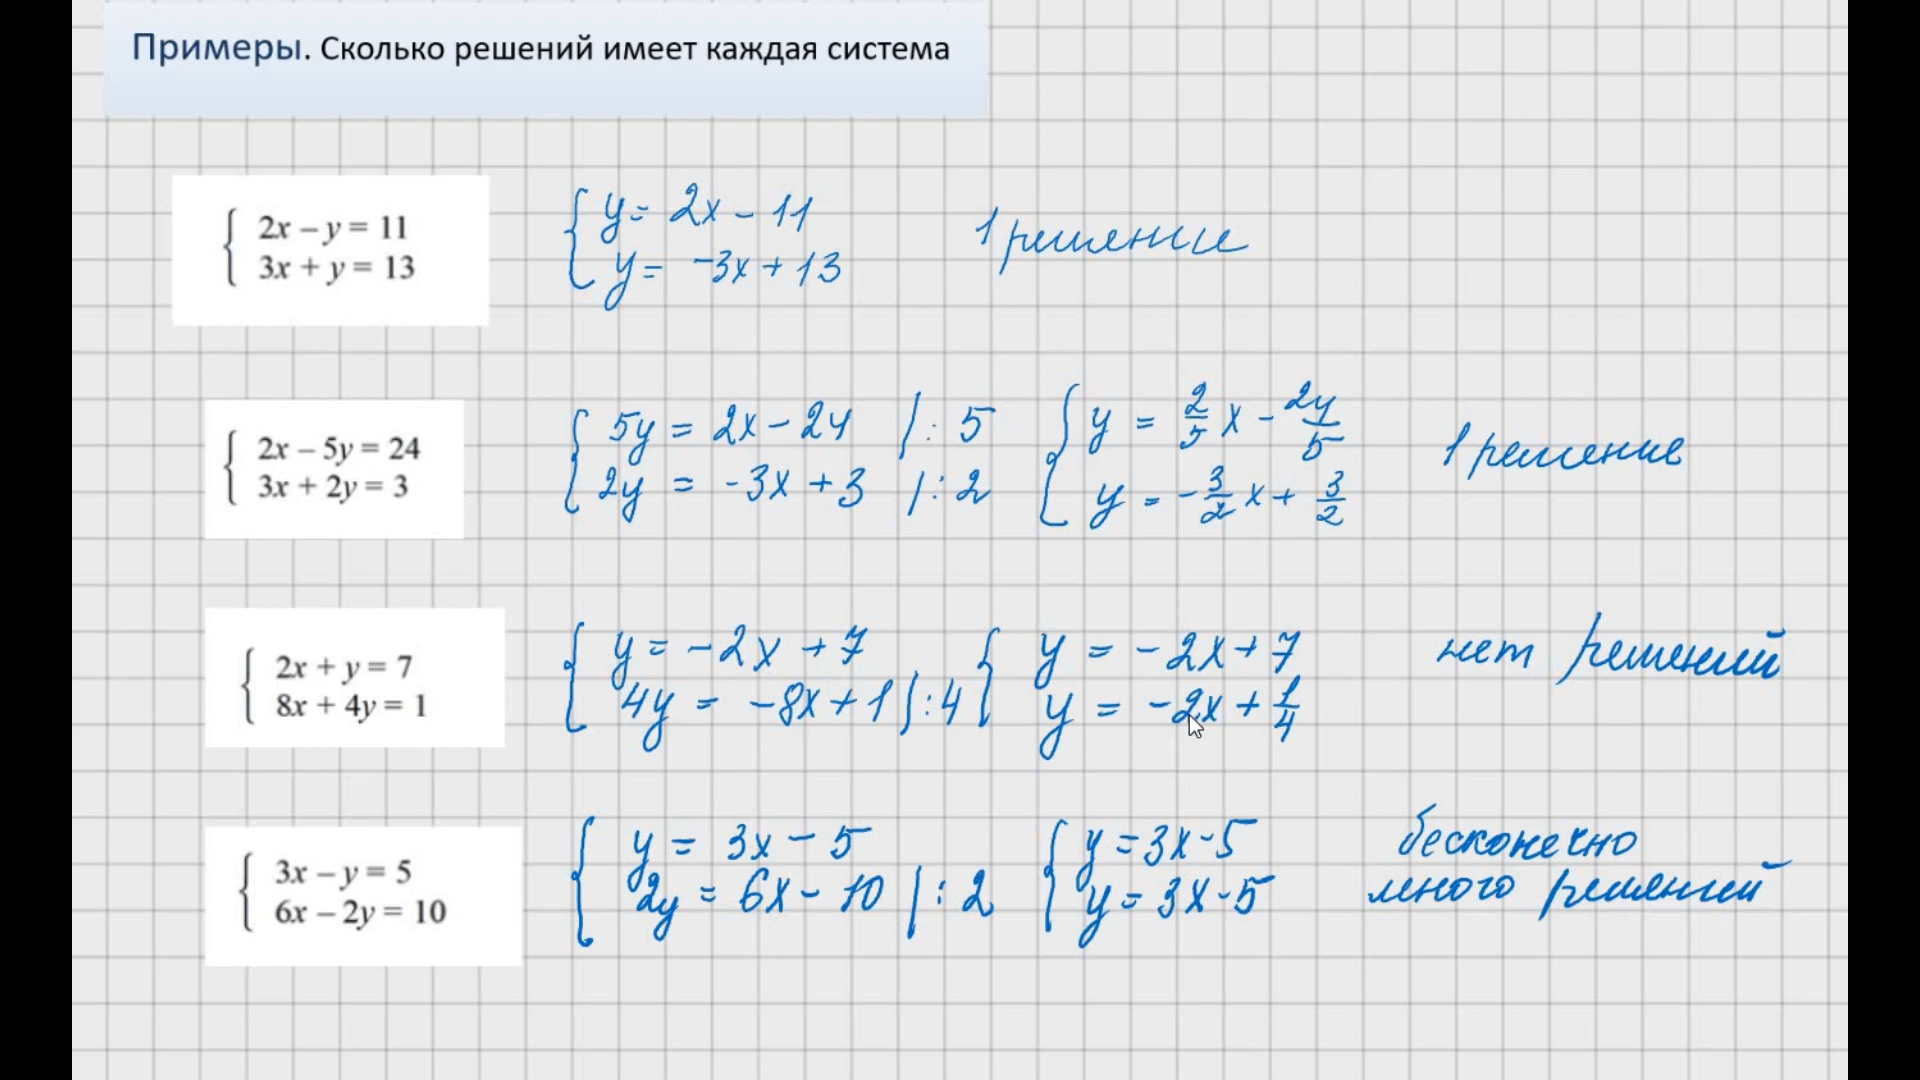 Примеры. Сколько решений имеет каждая система
2x – y = 11
3x + y = 13
y = 2x - 11
y = -3x + 13
1 решение
2x – 5y = 24
3x + 2y = 3
5y = 2x - 24 | : 5
2y = -3x + 3 | : 2
y = 2/5 x - 24/5
y = -3/2 x + 3/2
1 решение
2x + y = 7
8x + 4y = 1
y = -2x + 7
4y = -8x + 1 | : 4
y = -2x + 7
y = -2x + 1/4
нет решений
3x – y = 5
6x – 2y = 10
y = 3x - 5
2y = 6x - 10 | : 2
y = 3x - 5
y = 3x - 5
бесконечно
много решений